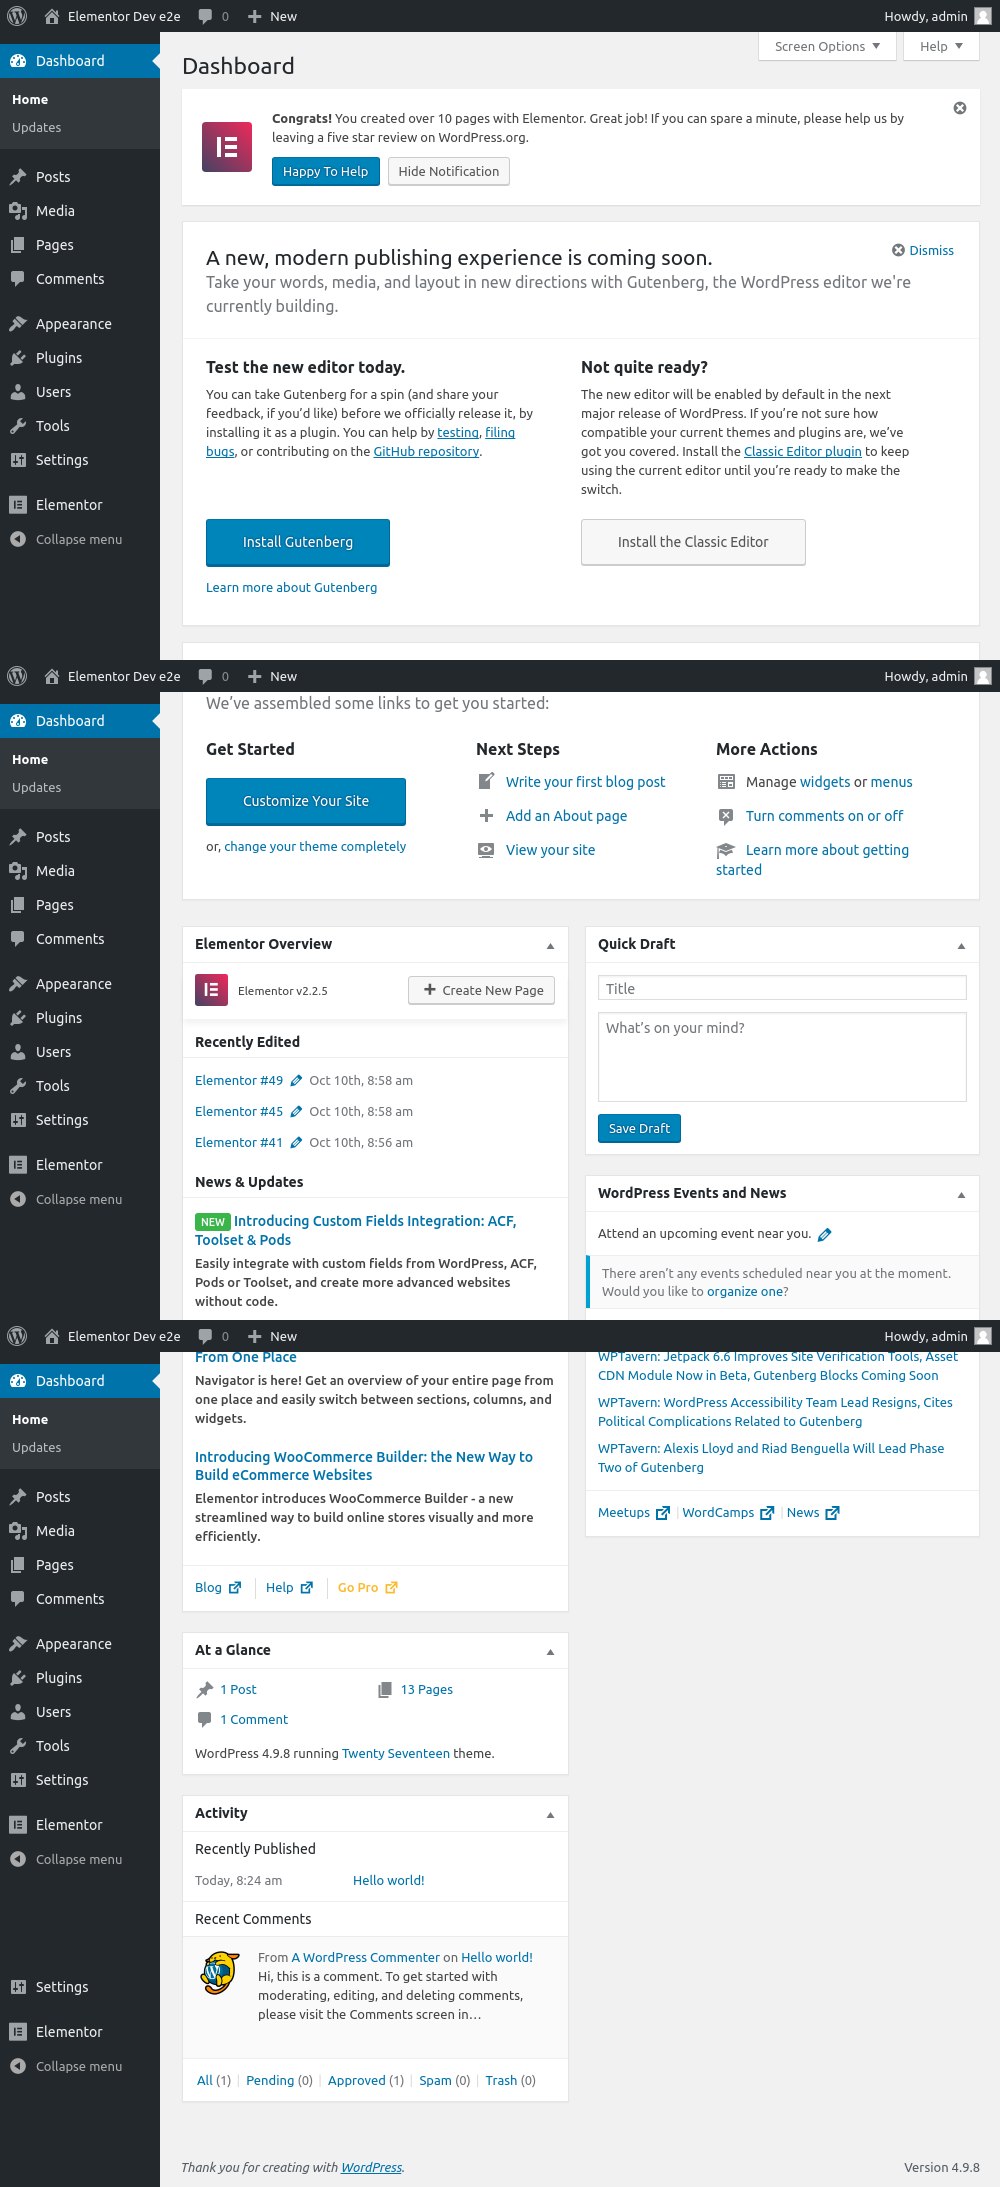 Elementor Dev e2e 0 New Howdy, admin
Dashboard
Home
Updates
Posts
Media
Pages
Comments
Appearance
Plugins
Users
Tools
Settings
Elementor
Collapse menu
Screen Options Help
Dashboard
Congrats! You created over 10 pages with Elementor. Great job! If you can spare a minute, please help us by
leaving a five star review on WordPress.org.
Happy To Help Hide Notification
A new, modern publishing experience is coming soon.
Dismiss
Take your words, media, and layout in new directions with Gutenberg, the WordPress editor we're
currently building.
Test the new editor today.
You can take Gutenberg for a spin (and share your
feedback, if you’d like) before we officially release it, by
installing it as a plugin. You can help by testing, filing
bugs, or contributing on the GitHub repository.
Install Gutenberg
Learn more about Gutenberg
Not quite ready?
The new editor will be enabled by default in the next
major release of WordPress. If you’re not sure how
compatible your current themes and plugins are, we’ve
got you covered. Install the Classic Editor plugin to keep
using the current editor until you’re ready to make the
switch.
Install the Classic Editor
Elementor Dev e2e 0 New Howdy, admin
Dashboard
Home
Updates
Posts
Media
Pages
Comments
Appearance
Plugins
Users
Tools
Settings
Elementor
Collapse menu
We’ve assembled some links to get you started:
Get Started
Customize Your Site
or, change your theme completely
Next Steps
Write your first blog post
Add an About page
View your site
More Actions
Manage widgets or menus
Turn comments on or off
Learn more about getting
started
Elementor Overview
Elementor v2.2.5 Create New Page
Recently Edited
Elementor #49 Oct 10th, 8:58 am
Elementor #45 Oct 10th, 8:58 am
Elementor #41 Oct 10th, 8:56 am
News & Updates
NEW Introducing Custom Fields Integration: ACF,
Toolset & Pods
Easily integrate with custom fields from WordPress, ACF,
Pods or Toolset, and create more advanced websites
without code.
Quick Draft
Title
What’s on your mind?
Save Draft
WordPress Events and News
Attend an upcoming event near you.
There aren’t any events scheduled near you at the moment.
Would you like to organize one?
Elementor Dev e2e 0 New Howdy, admin
Dashboard
Home
Updates
Posts
Media
Pages
Comments
Appearance
Plugins
Users
Tools
Settings
Elementor
Collapse menu
Settings
Elementor
Collapse menu
From One Place
Navigator is here! Get an overview of your entire page from
one place and easily switch between sections, columns, and
widgets.
Introducing WooCommerce Builder: the New Way to
Build eCommerce Websites
Elementor introduces WooCommerce Builder - a new
streamlined way to build online stores visually and more
efficiently.
Blog Help Go Pro
WPTavern: Jetpack 6.6 Improves Site Verification Tools, Asset
CDN Module Now in Beta, Gutenberg Blocks Coming Soon
WPTavern: WordPress Accessibility Team Lead Resigns, Cites
Political Complications Related to Gutenberg
WPTavern: Alexis Lloyd and Riad Benguella Will Lead Phase
Two of Gutenberg
Meetups WordCamps News
At a Glance
1 Post 13 Pages
1 Comment
WordPress 4.9.8 running Twenty Seventeen theme.
Activity
Recently Published
Today, 8:24 am Hello world!
Recent Comments
From A WordPress Commenter on Hello world!
Hi, this is a comment. To get started with
moderating, editing, and deleting comments,
please visit the Comments screen in…
All (1) | Pending (0) | Approved (1) | Spam (0) | Trash (0)
Thank you for creating with WordPress. Version 4.9.8